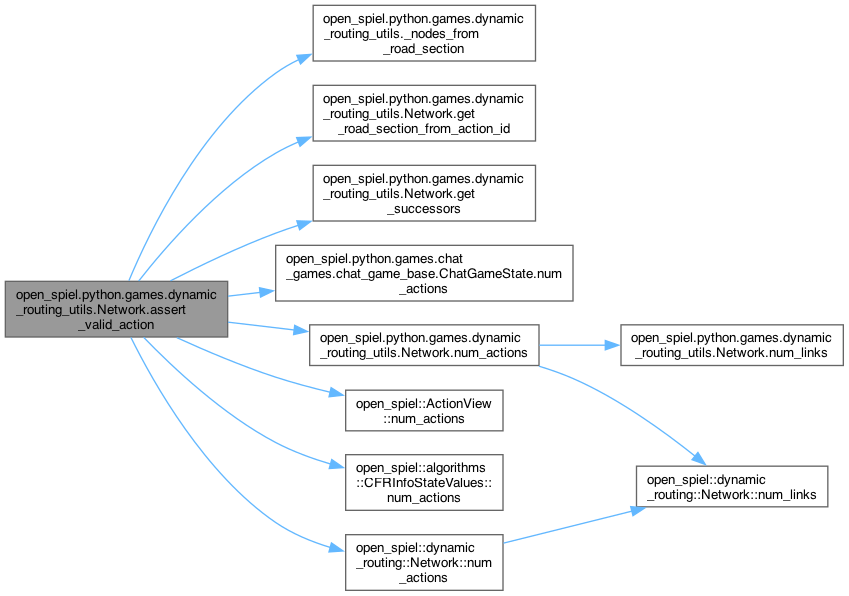 open_spiel.python.games.dynamic
_routing_utils._nodes_from
_road_section
open_spiel.python.games.dynamic
_routing_utils.Network.get
_road_section_from_action_id
open_spiel.python.games.dynamic
_routing_utils.Network.get
_successors
open_spiel.python.games.chat
_games.chat_game_base.ChatGameState.num
_actions
open_spiel.python.games.dynamic
_routing_utils.Network.assert
_valid_action
open_spiel.python.games.dynamic
_routing_utils.Network.num_actions
open_spiel.python.games.dynamic
_routing_utils.Network.num_links
open_spiel::ActionView
::num_actions
open_spiel::algorithms
::CFRInfoStateValues::
num_actions
open_spiel::dynamic
_routing::Network::num_links
open_spiel::dynamic
_routing::Network::num
_actions